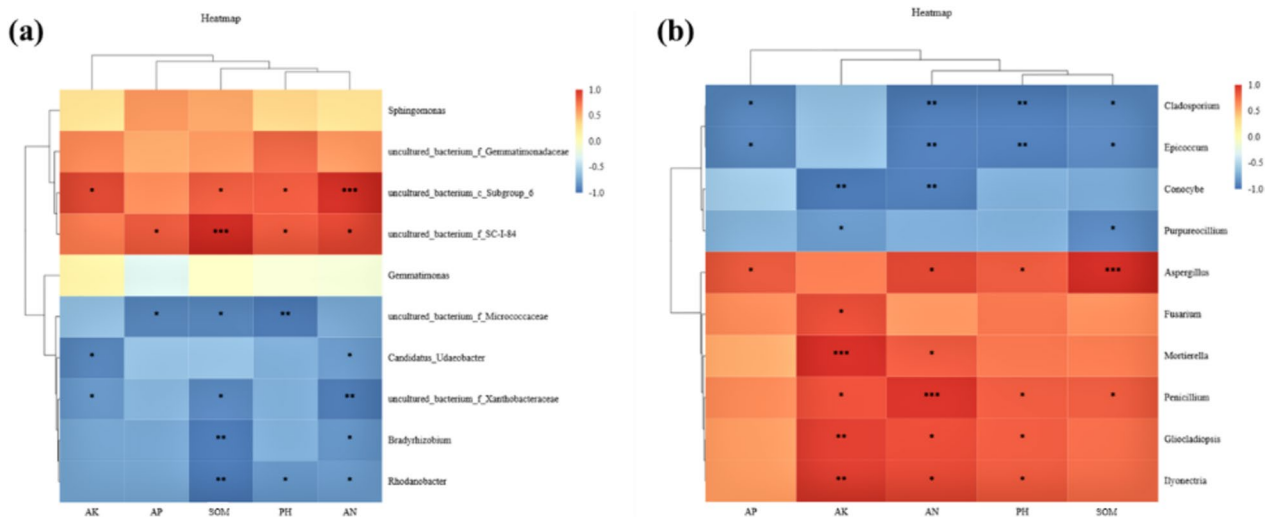 (a)
Heatmap
1.0
0.5
0.0
-0.5
-1.0
Sphingomonas
uncultured_bacterium_f_Gemmatimonadaceae
* uncultured_bacterium_c_Subgroup_6
* * * ***
uncultured_bacterium_f_SC-I-84
* *** * *
Gemmatimonas
uncultured_bacterium_f_Micrococcaceae
* * **
Candidatus_Udaeobacter
* *
uncultured_bacterium_f_Xanthobacteraceae
* * **
Bradyrhizobium
** *
Rhodanobacter
** * *
AK AP SOM PH AN
(b)
Heatmap
1.0
0.5
0.0
-0.5
-1.0
Cladosporium
* ** ** *
Epicoccum
* ** ** *
Conocybe
** **
Purpureocillium
* *
Aspergillus
* * * ***
Fusarium
*
Mortierella
*** *
Penicillium
* *** * *
Gliocladiopsis
** * *
Ilyonectria
** * *
AP AK AN PH SOM